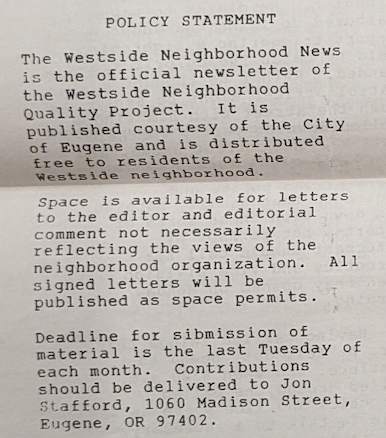 POLICY STATEMENT
The Westside Neighborhood News
is the official newsletter of
the Westside Neighborhood
Quality Project.  It is
published courtesy of the City
of Eugene and is distributed
free to residents of the
Westside neighborhood.
Space is available for letters
to the editor and editorial
comment not necessarily
reflecting the views of the
neighborhood organization.  All
signed letters will be
published as space permits.
Deadline for sibmission of
material is the last Tuesday of
each month.  Contributions
should be delivered to Jon
Stafford, 1060 Madison Street,
Eugene, OR 97402.